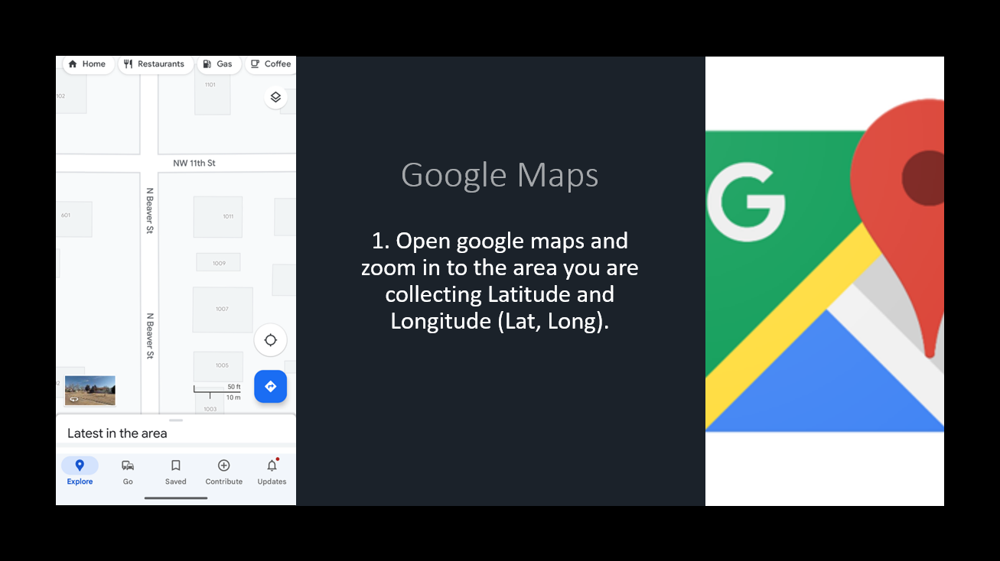 Home
Restaurants
Gas
Coffee
1101
NW 11th St
N Beaver St
601
1011
1009
1007
N Beaver St
1005
50 ft
10 m
1003
Latest in the area
Explore
Go
Saved
Contribute
Updates
Google Maps
1. Open google maps and
zoom in to the area you are
collecting Latitude and
Longitude (Lat, Long).
G